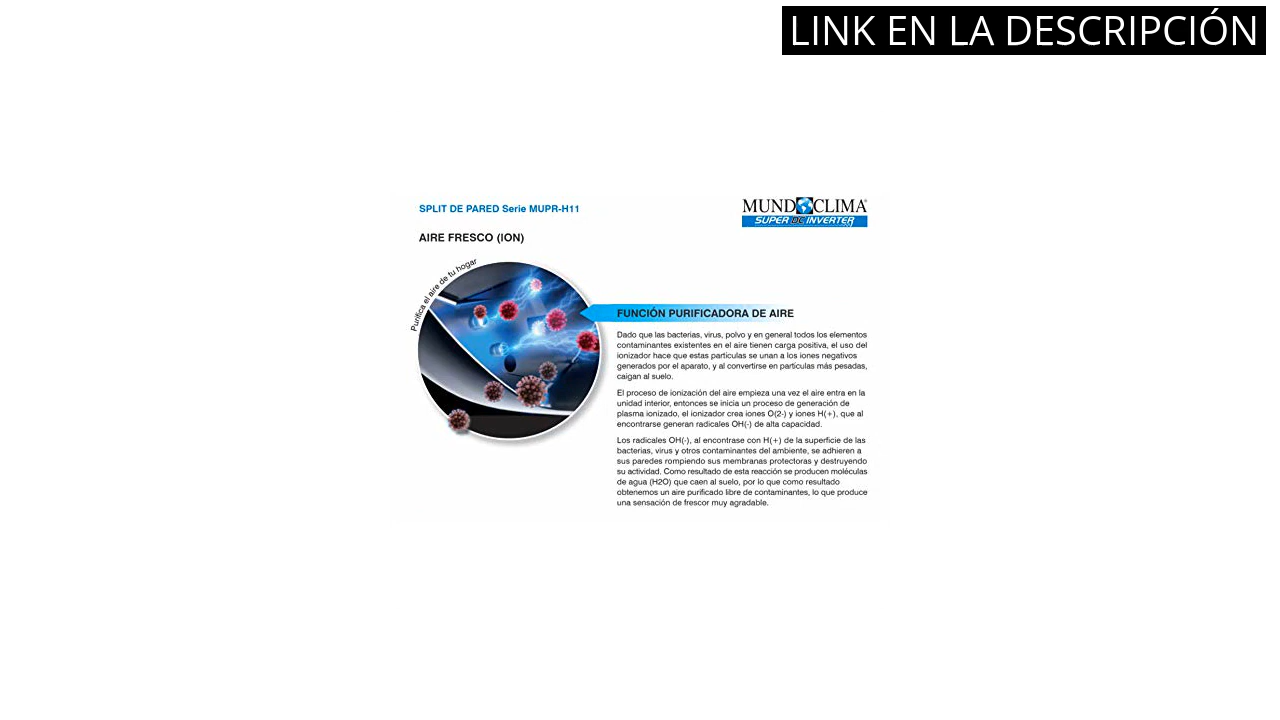 LINK EN LA DESCRIPCIÓN
SPLIT DE PARED Serie MUPR-H11
MUNDOCLIMA®
SUPER DC INVERTER
AIRE FRESCO (ION)
Purifica el aire de tu hogar
FUNCIÓN PURIFICADORA DE AIRE
Dado que las bacterias, virus, polvo y en general todos los elementos
contaminantes existentes en el aire tienen carga positiva, el uso del
ionizador hace que estas partículas se unan a los iones negativos
generados por el aparato, y al convertirse en partículas más pesadas,
caigan al suelo.
El proceso de ionización del aire empieza una vez el aire entra en la
unidad interior, entonces se inicia un proceso de generación de
plasma ionizado, el ionizador crea iones O(2-) y iones H(+), que al
encontrarse generan radicales OH(-) de alta capacidad.
Los radicales OH(-), al encontrase con H(+) de la superficie de las
bacterias, virus y otros contaminantes del ambiente, se adhieren a
sus paredes rompiendo sus membranas protectoras y destruyendo
su actividad. Como resultado de esta reacción se producen moléculas
de agua (H2O) que caen al suelo, por lo que como resultado
obtenemos un aire purificado libre de contaminantes, lo que produce
una sensación de frescor muy agradable.